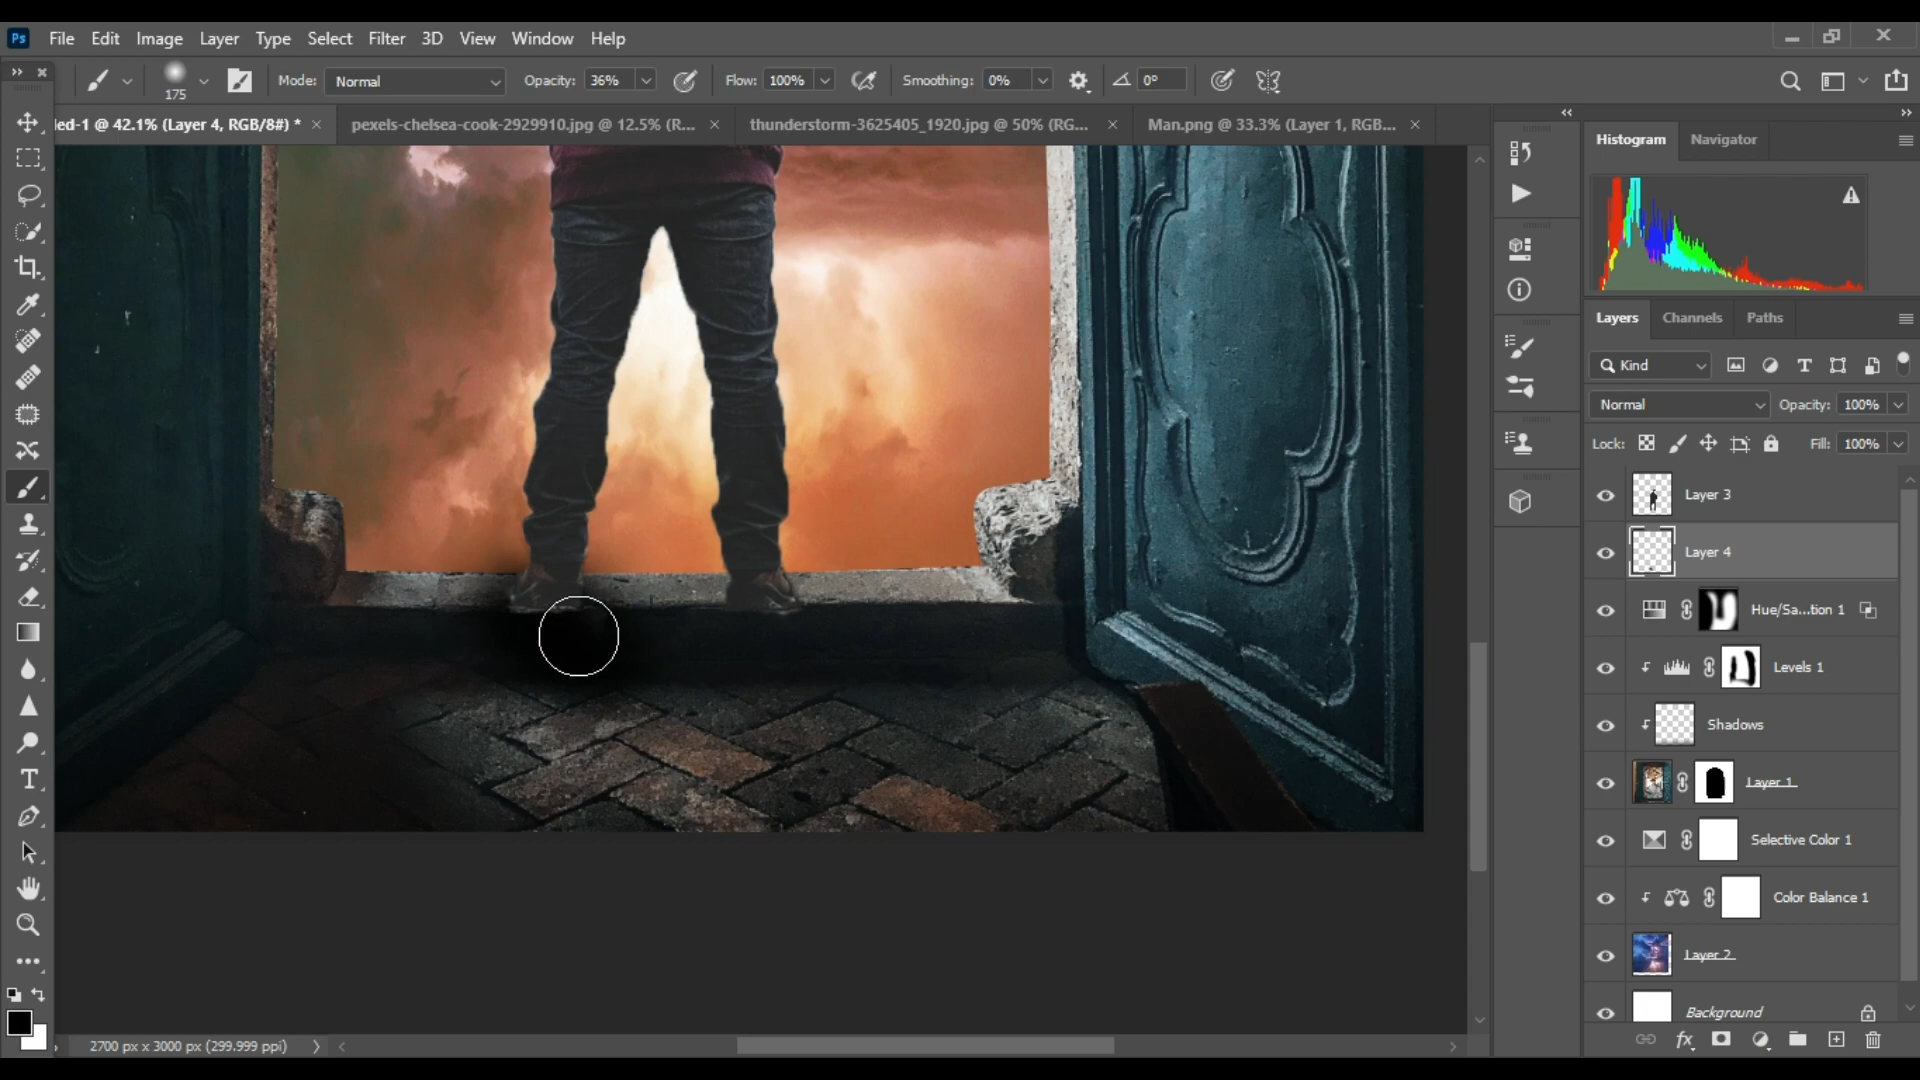 Ps File Edit Image Layer Type Select Filter 3D View Window Help
175 Mode: Normal Opacity: 36% Flow: 100% Smoothing: 0% 0°
led-1 @ 42.1% (Layer 4, RGB/8#) * × pexels-chelsea-cook-2929910.jpg @ 12.5% (R... × thunderstorm-3625405_1920.jpg @ 50% (RG... × Man.png @ 33.3% (Layer 1, RGB... ×
Histogram Navigator
Layers Channels Paths
Kind
Normal Opacity: 100%
Lock: Fill: 100%
Layer 3
Layer 4
Hue/Sa...tion 1
Levels 1
Shadows
Layer 1
Selective Color 1
Color Balance 1
Layer 2
Background
fx
2700 px x 3000 px (299.999 ppi)